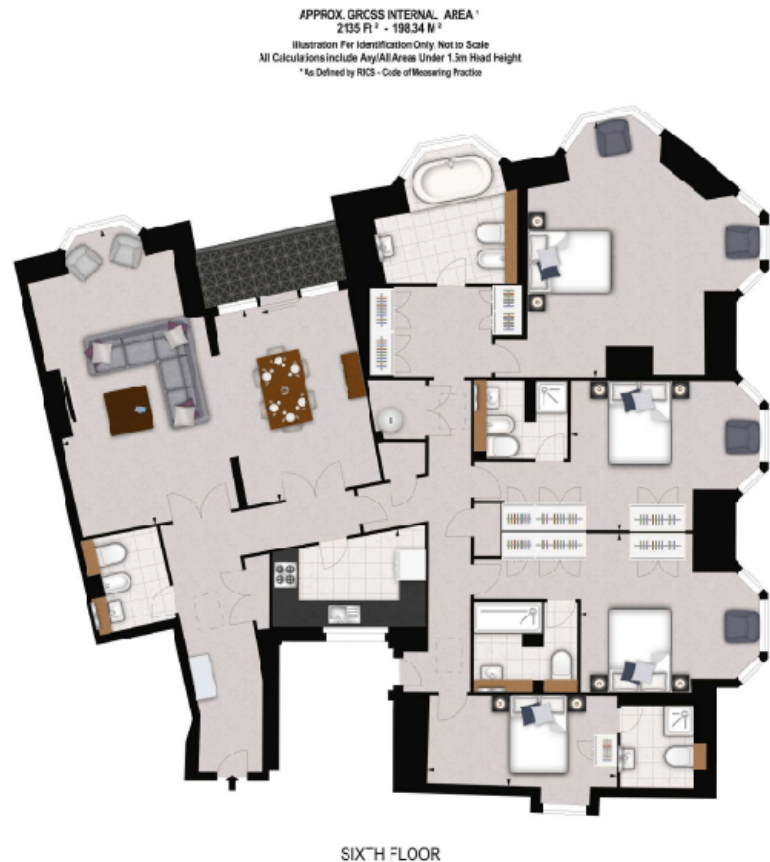 APPROX. GROSS INTERNAL AREA *
2135 Ft² - 198.34 M²
Illustration For Identification Only. Not to Scale
All Calculations include Any/All Areas Under 1.5m Head Height
* As Defined by RICS - Code of Measuring Practice
SIXTH FLOOR